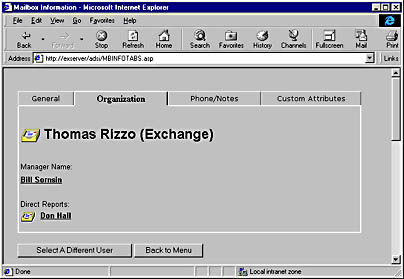 Mailbox Information - Microsoft Internet Explorer
File Edit View Go Favorites Help
Back Forward Stop Refresh Home Search Favorites History Channels Fullscreen Mail Print
Address http://exserver/adsi/MBINFOTABS.asp Links
General Organization Phone/Notes Custom Attributes
Thomas Rizzo (Exchange)
Manager Name:
Bill Sornsin
Direct Reports:
Don Hall
Select A Different User Back to Menu
Done Local intranet zone